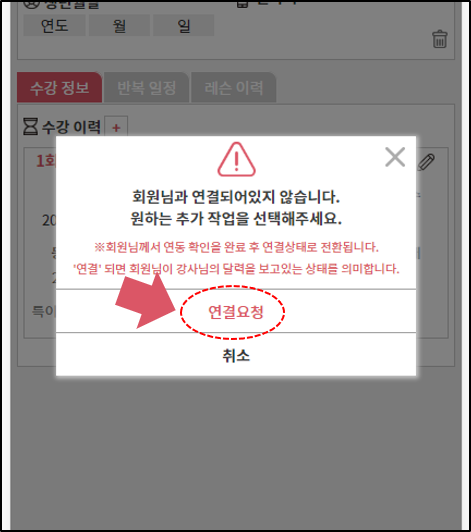 연도 월 일
수강 정보 반복 일정 레슨 이력
수강 이력 +
1회
회원님과 연결되어있지 않습니다.
원하는 추가 작업을 선택해주세요.
※회원님께서 연동 확인을 완료 후 연결상태로 전환됩니다.
'연결' 되면 회원님이 강사님의 달력을 보고있는 상태를 의미합니다.
20
특이
연결요청
취소